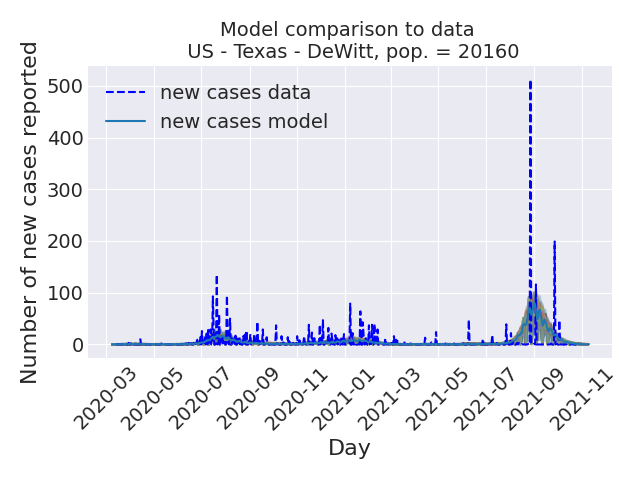 Model comparison to data
US - Texas - DeWitt, pop. = 20160
Number of new cases reported
500
400
300
200
100
0
new cases data
new cases model
2020-03
2020-05
2020-07
2020-09
2020-11
2021-01
2021-03
2021-05
2021-07
2021-09
2021-11
Day